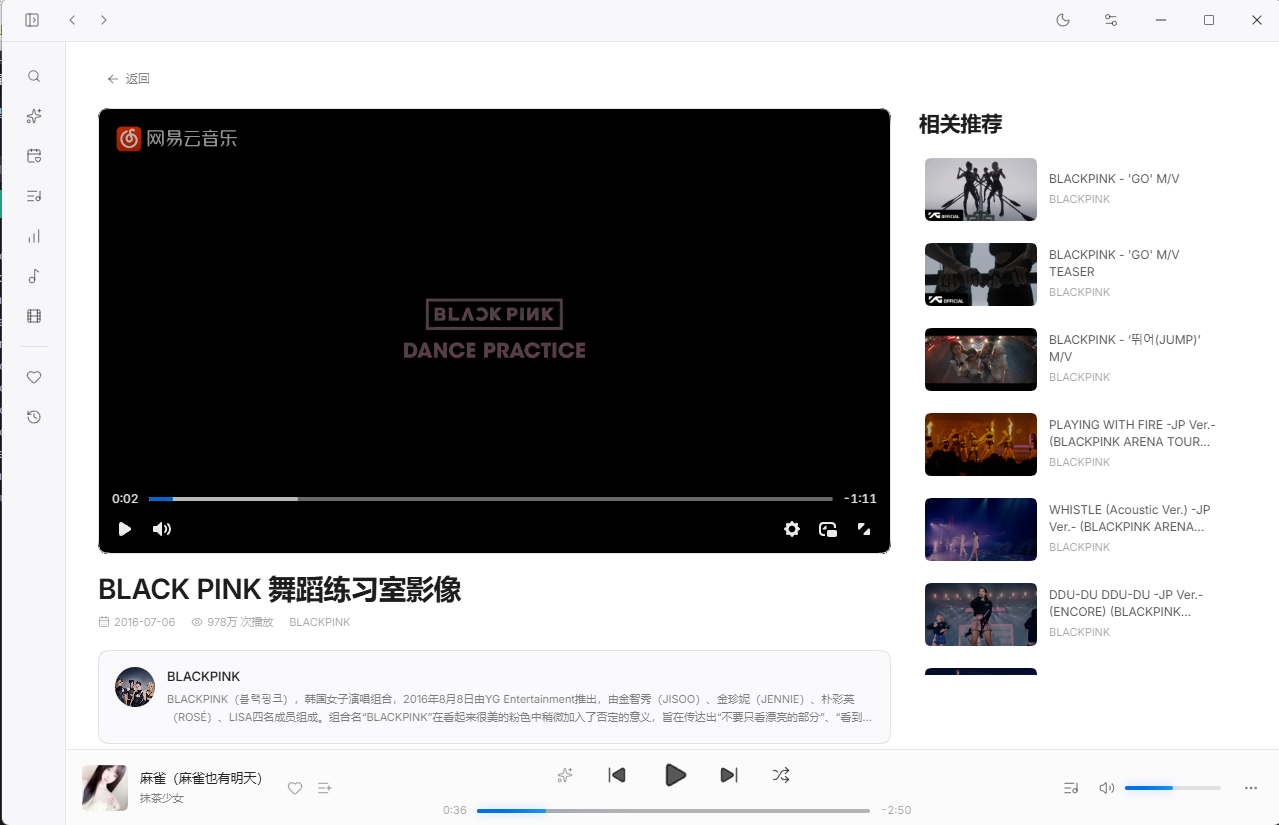 返回
网易云音乐
BLACKPINK
DANCE PRACTICE
0:02
-1:11
BLACK PINK 舞蹈练习室影像
2016-07-06
978万 次播放
BLACKPINK
BLACKPINK
BLACKPINK（블랙핑크），韩国女子演唱组合，2016年8月8日由YG Entertainment推出，由金智秀（JISOO）、金珍妮（JENNIE）、朴彩英
（ROSÉ）、LISA四名成员组成。组合名“BLACKPINK”在看起来很美的粉色中稍微加入了否定的意义，旨在传达出“不要只看漂亮的部分”、“看到...
相关推荐
BLACKPINK - 'GO' M/V
BLACKPINK
OFFICIAL
BLACKPINK - 'GO' M/V
TEASER
BLACKPINK
OFFICIAL
BLACKPINK - ‘뛰어(JUMP)’
M/V
BLACKPINK
PLAYING WITH FIRE -JP Ver.-
(BLACKPINK ARENA TOUR...
BLACKPINK
WHISTLE (Acoustic Ver.) -JP
Ver.- (BLACKPINK ARENA...
BLACKPINK
DDU-DU DDU-DU -JP Ver.-
(ENCORE) (BLACKPINK...
BLACKPINK
麻雀（麻雀也有明天）
抹茶少女
0:36
-2:50